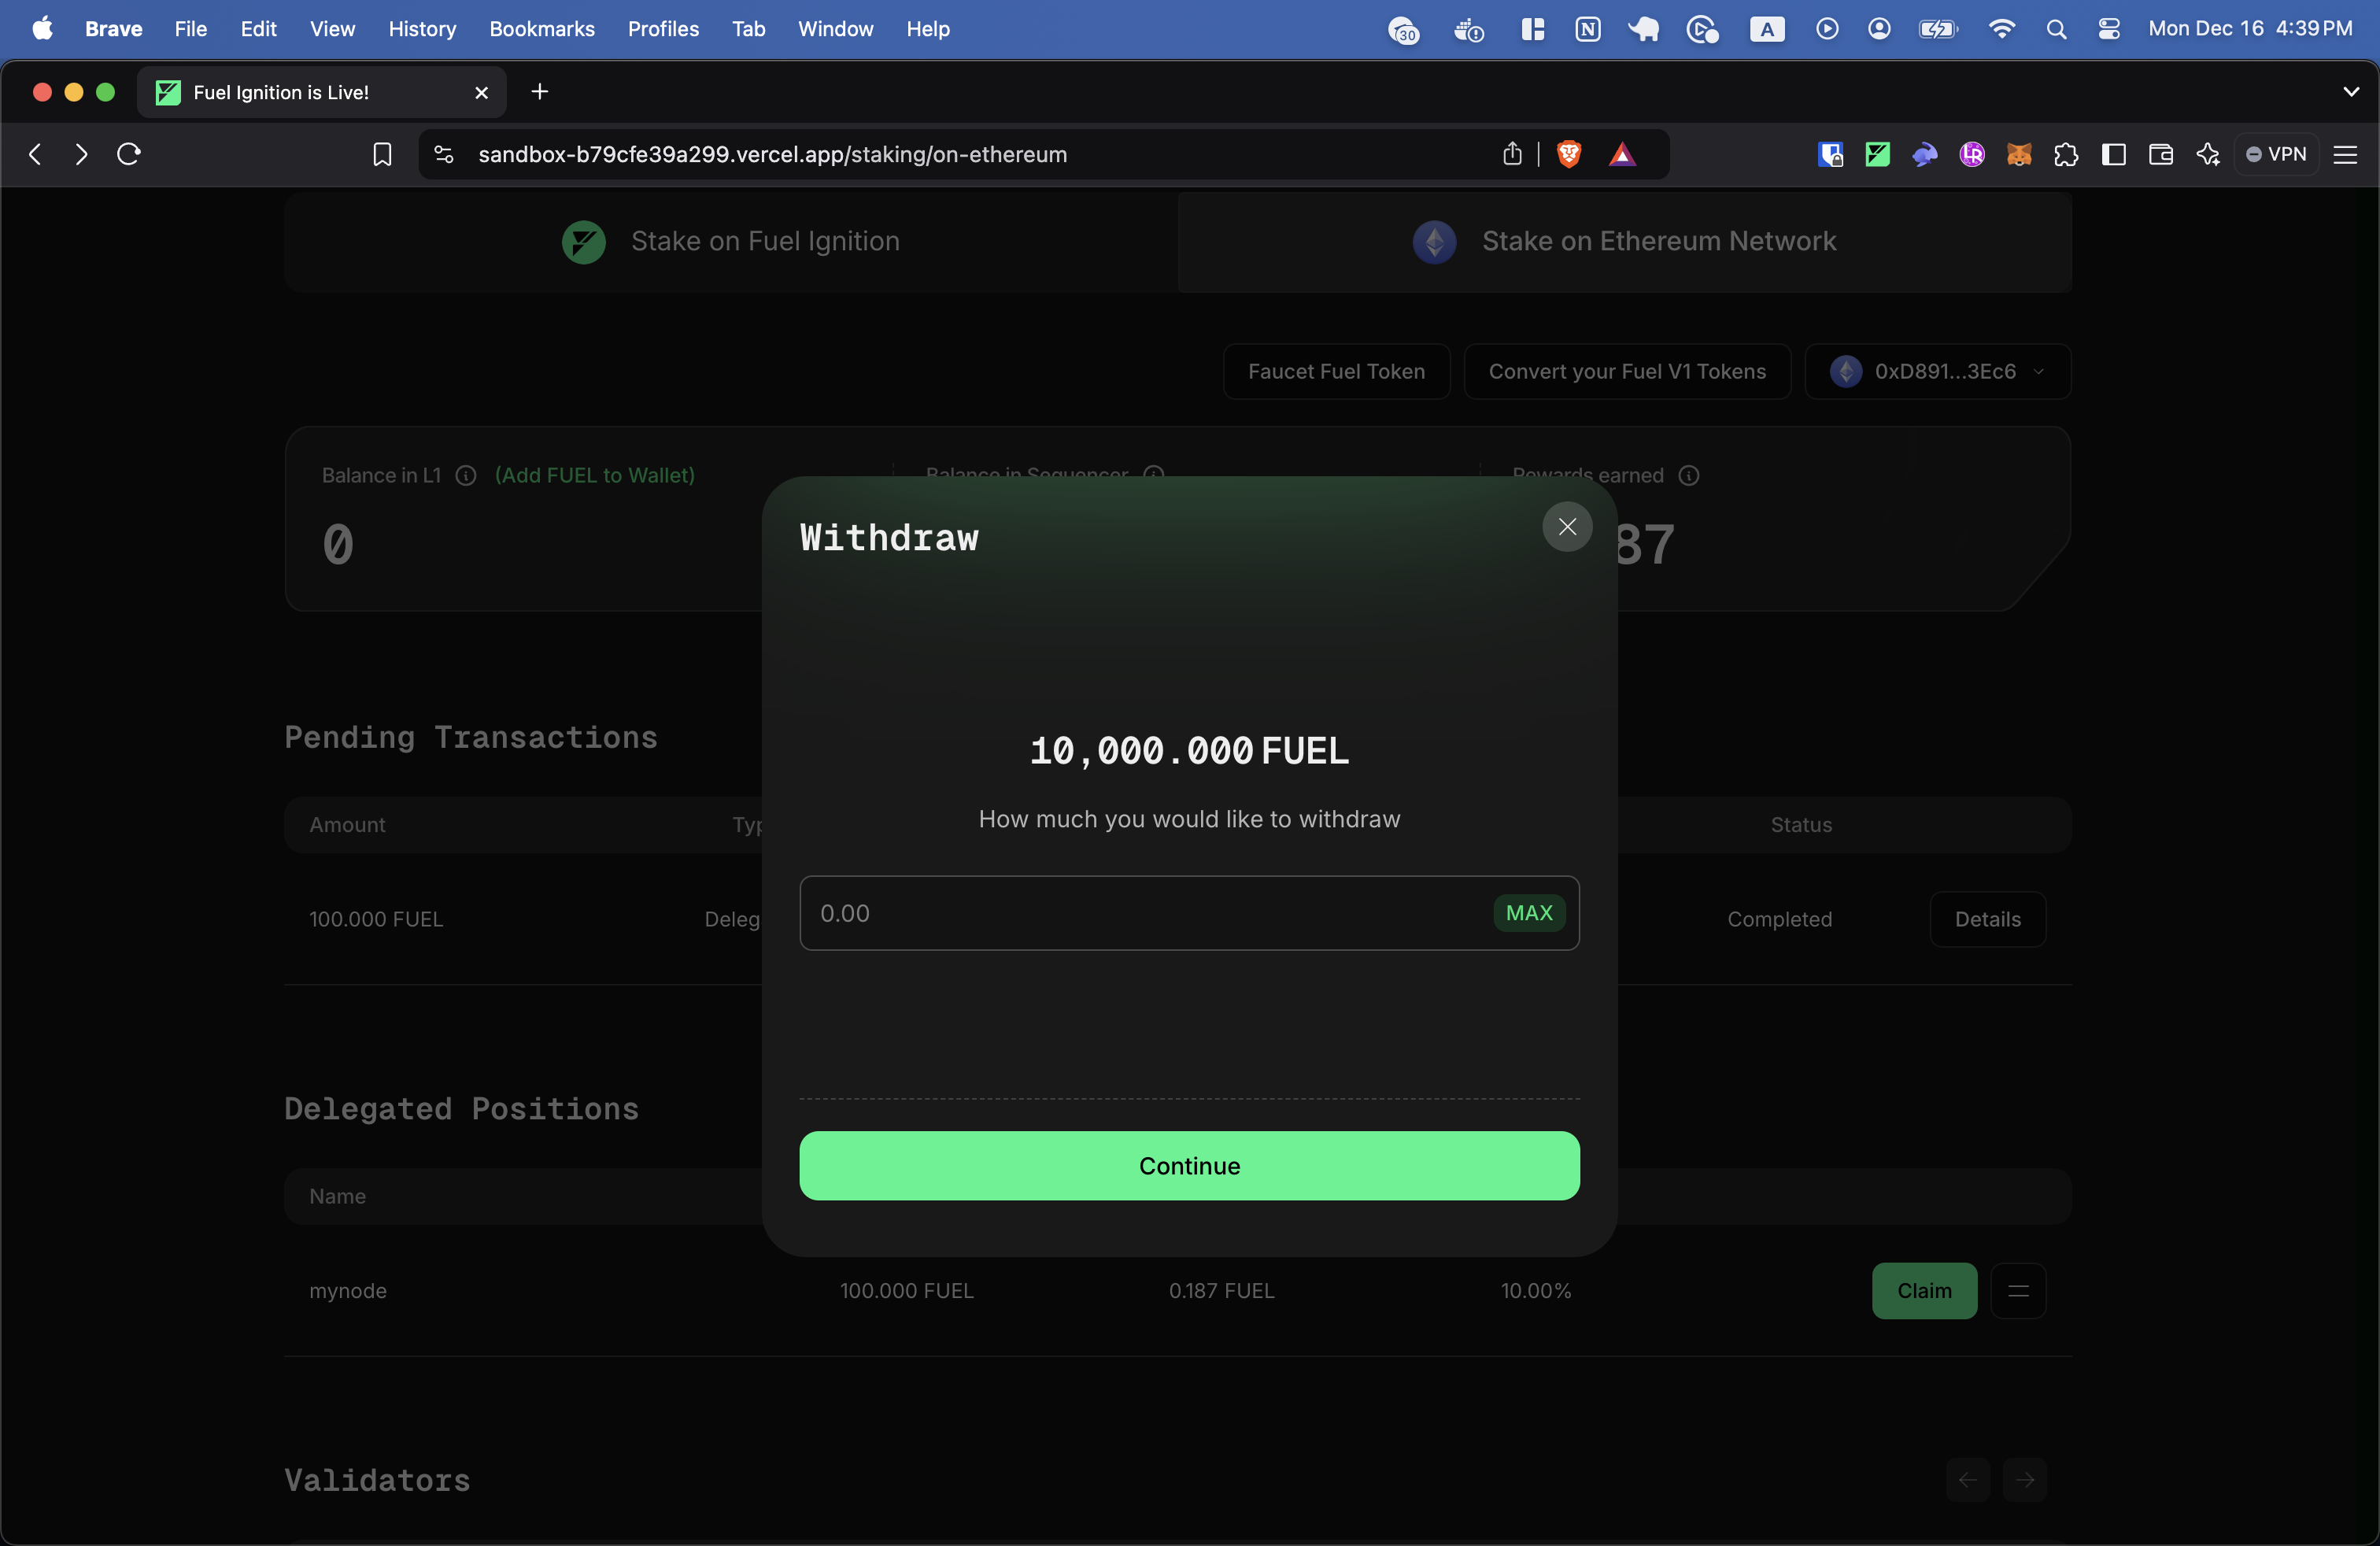 Brave File Edit View History Bookmarks Profiles Tab Window Help 30 A Mon Dec 16 4:39 PM
Fuel Ignition is Live!
sandbox-b79cfe39a299.vercel.app/staking/on-ethereum VPN
Stake on Fuel Ignition Stake on Ethereum Network
Faucet Fuel Token Convert your Fuel V1 Tokens 0xD891...3Ec6
Balance in L1 (Add FUEL to Wallet) Balance in Sequencer Rewards earned
0 87
Withdraw
10,000.000 FUEL
How much you would like to withdraw
0.00 MAX
Continue
Pending Transactions
Amount Typ Status
100.000 FUEL Deleg Completed Details
Delegated Positions
Name
mynode 100.000 FUEL 0.187 FUEL 10.00% Claim
Validators